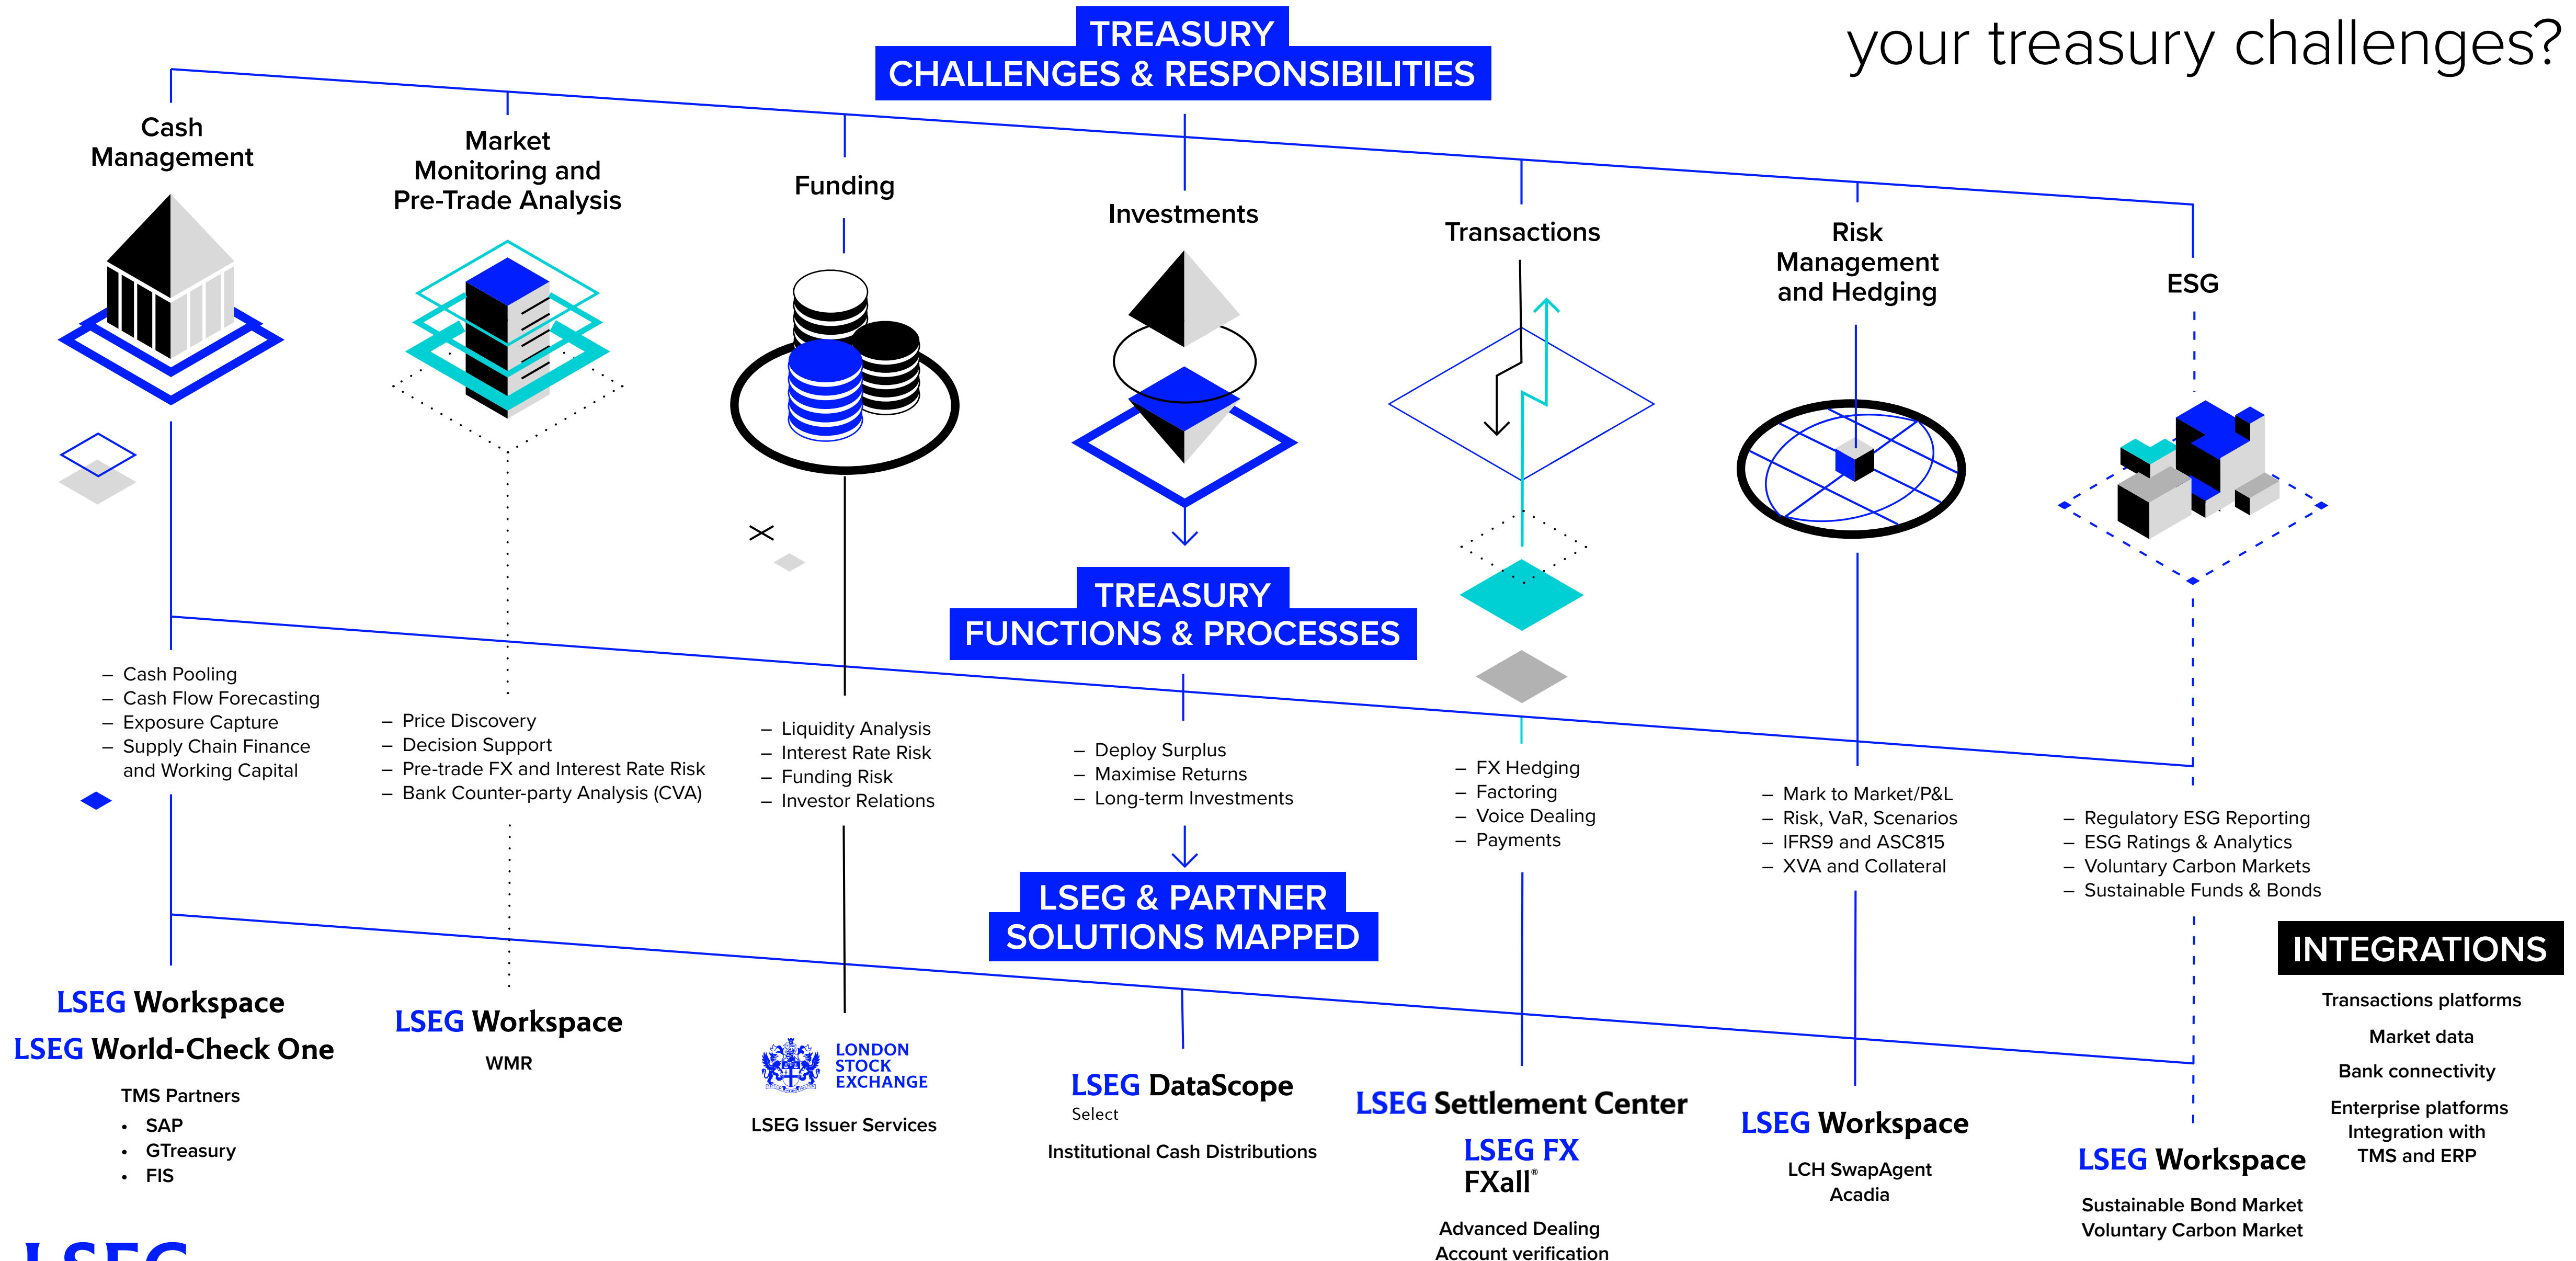 your treasury challenges?
TREASURY
CHALLENGES & RESPONSIBILITIES
Cash
Management
Market
Monitoring and
Pre-Trade Analysis
Funding
Investments
Transactions
Risk
Management
and Hedging
ESG
TREASURY
FUNCTIONS & PROCESSES
– Cash Pooling
– Cash Flow Forecasting
– Exposure Capture
– Supply Chain Finance
and Working Capital
– Price Discovery
– Decision Support
– Pre-trade FX and Interest Rate Risk
– Bank Counter-party Analysis (CVA)
– Liquidity Analysis
– Interest Rate Risk
– Funding Risk
– Investor Relations
– Deploy Surplus
– Maximise Returns
– Long-term Investments
– FX Hedging
– Factoring
– Voice Dealing
– Payments
– Mark to Market/P&L
– Risk, VaR, Scenarios
– IFRS9 and ASC815
– XVA and Collateral
– Regulatory ESG Reporting
– ESG Ratings & Analytics
– Voluntary Carbon Markets
– Sustainable Funds & Bonds
LSEG & PARTNER
SOLUTIONS MAPPED
LSEG Workspace
LSEG World-Check One
TMS Partners
• SAP
• GTreasury
• FIS
LSEG Workspace
WMR
LONDON
STOCK
EXCHANGE
LSEG Issuer Services
LSEG DataScope
Select
Institutional Cash Distributions
LSEG Settlement Center
LSEG FX
FXall®
Advanced Dealing
Account verification
LSEG Workspace
LCH SwapAgent
Acadia
LSEG Workspace
Sustainable Bond Market
Voluntary Carbon Market
INTEGRATIONS
Transactions platforms
Market data
Bank connectivity
Enterprise platforms
Integration with
TMS and ERP
LSEG